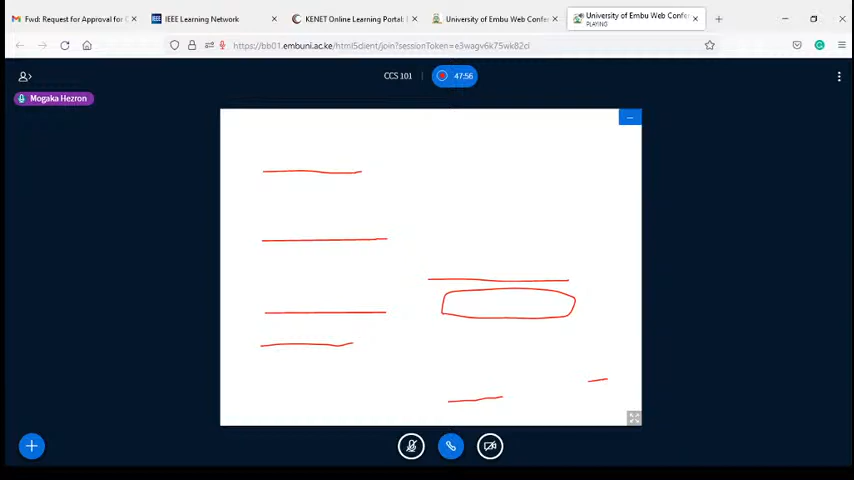 Fwd: Request for Approval for C
IEEE Learning Network
KENET Online Learning Portal:
University of Embu Web Confe
University of Embu Web Confe
PLAYING
https://bb01.embuni.ac.ke/html5client/join?sessionToken=e3wagv6k75wk82cl
CCS 101
47:56
Mogaka Hezron